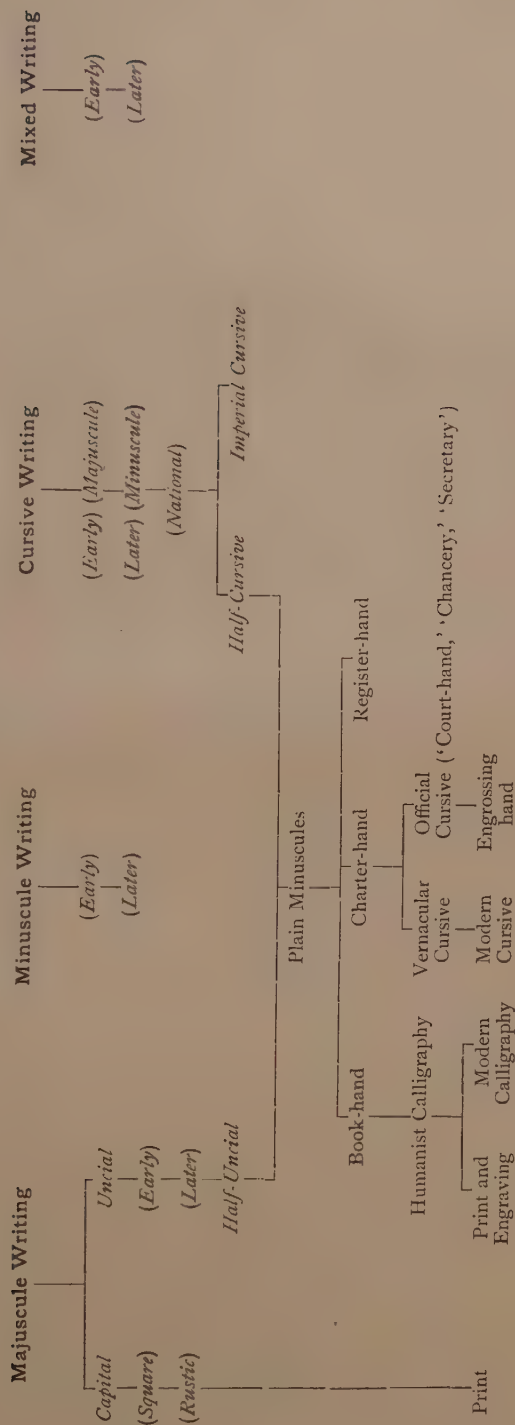 Majuscule Writing
Minuscule Writing
Cursive Writing
Mixed Writing
Capital
Uncial
(Early)
(Early) (Majuscule)
(Early)
(Square)
(Early)
(Later)
(Later) (Minuscule)
(Later)
(Rustic)
(Later)
(National)
Half-Uncial
Half-Cursive
Imperial Cursive
Plain Minuscules
Book-hand
Charter-hand
Register-hand
Humanist Calligraphy
Vernacular
Cursive
Official
Cursive ('Court-hand,' 'Chancery,' 'Secretary')
Print
Print and
Engraving
Modern
Calligraphy
Modern
Cursive
Engrossing
hand